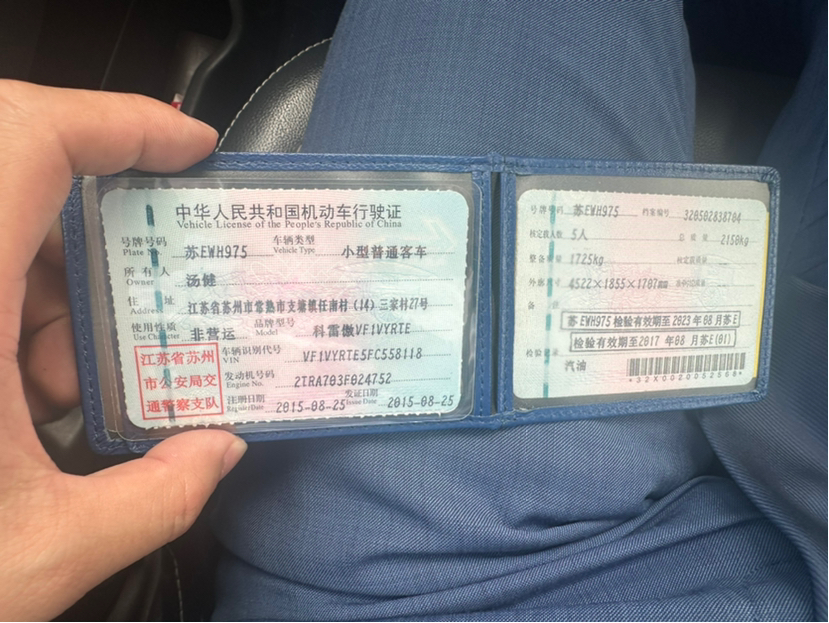 中华人民共和国机动车行驶证
Vehicle License of the People's Republic of China
号牌号码 Plate No. 苏EWH975 车辆类型 Vehicle Type 小型普通客车
所有人 Owner 汤健
住址 Address 江苏省苏州市常熟市支塘镇任南村(14)三家村27号
使用性质 Use Character 非营运 品牌型号 Model 科雷傲VF1VYRTE
江苏省苏州
市公安局交
通警察支队
车辆识别代号 VIN VF1VYRTE5FC558118
发动机号码 Engine No. 2TRA703F024752
注册日期 Register Date 2015-08-25 发证日期 Issue Date 2015-08-25
号牌号码 苏EWH975 档案编号 320502838704
核定载人数 5人 总质量 2150kg
整备质量 1725kg 核定载质量
外廓尺寸 4522×1855×1707mm
备注
苏EWH975 检验有效期至2023年08月苏E
检验有效期至2017年08月苏E(01)
检验记录
汽油